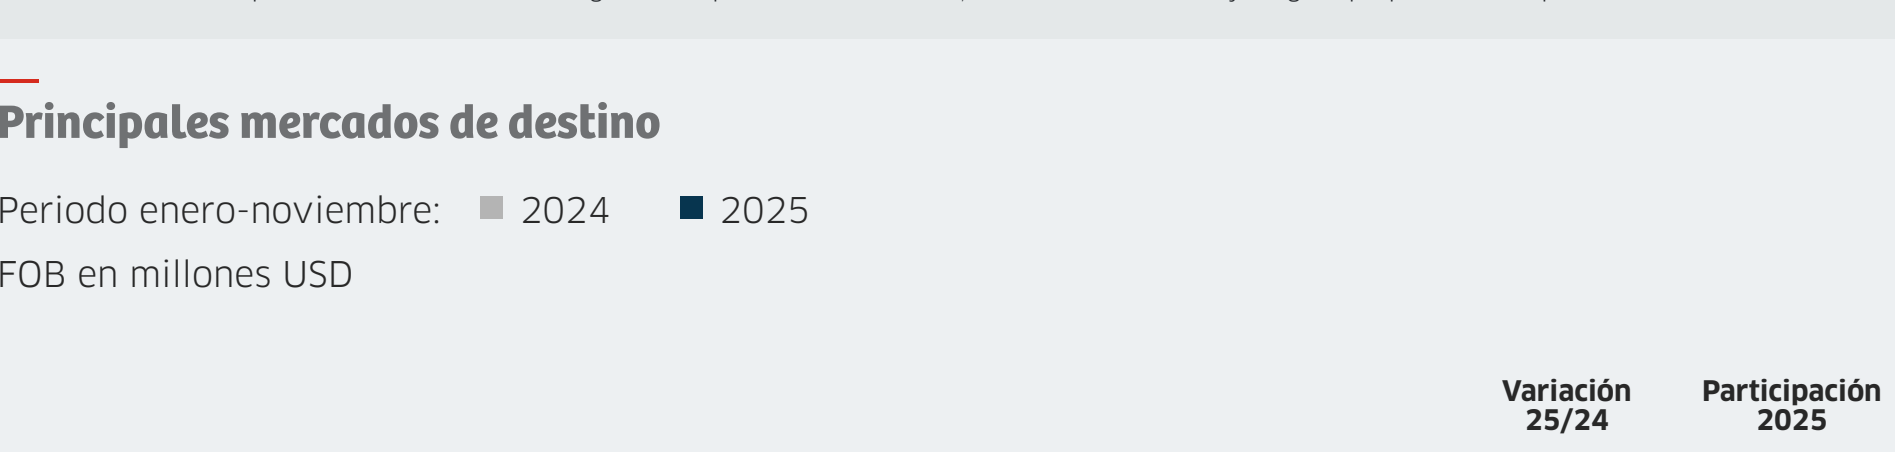 Principales mercados de destino
Periodo enero-noviembre: 2024 2025
FOB en millones USD
Variación Participación
25/24 2025